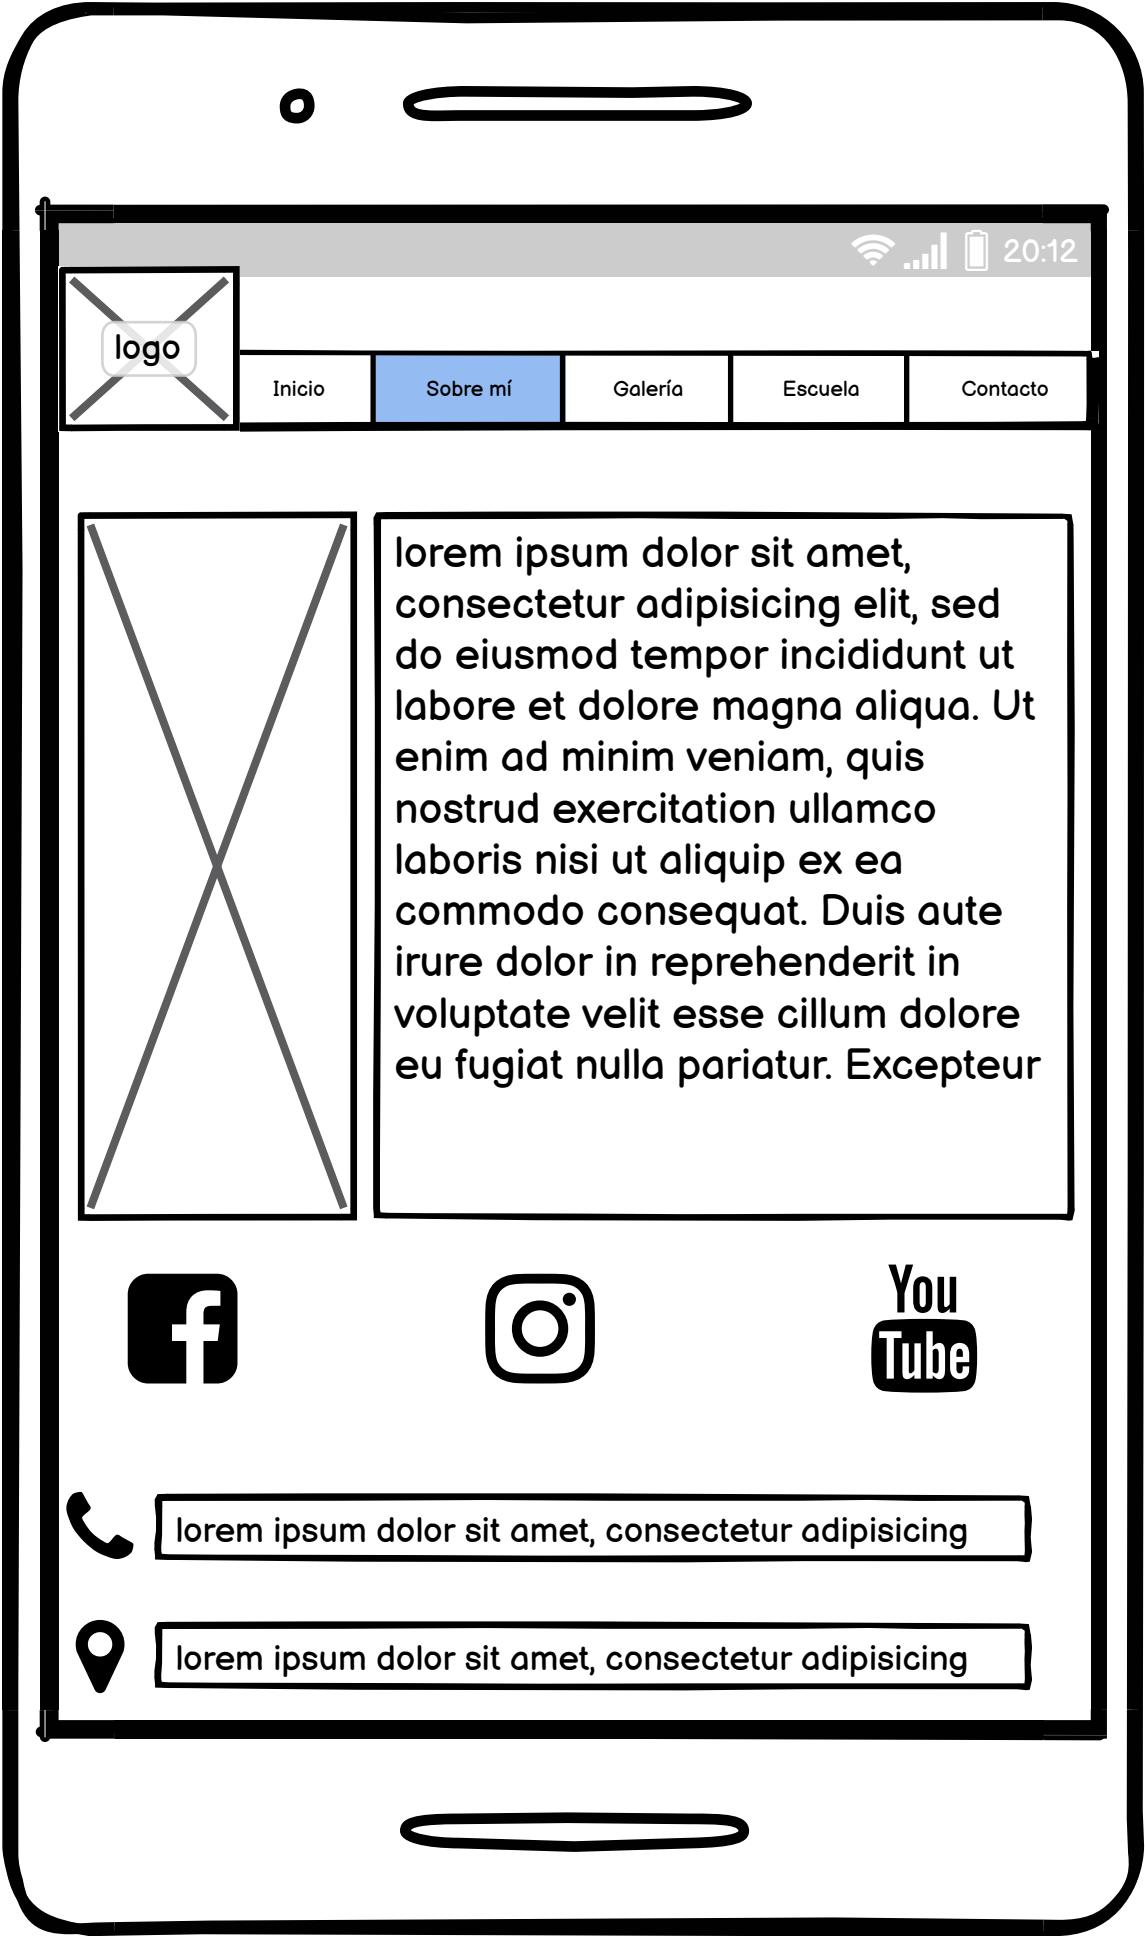 20:12
logo
Inicio
Sobre mí
Galería
Escuela
Contacto
lorem ipsum dolor sit amet,
consectetur adipisicing elit, sed
do eiusmod tempor incididunt ut
labore et dolore magna aliqua. Ut
enim ad minim veniam, quis
nostrud exercitation ullamco
laboris nisi ut aliquip ex ea
commodo consequat. Duis aute
irure dolor in reprehenderit in
voluptate velit esse cillum dolore
eu fugiat nulla pariatur. Excepteur
You
Tube
lorem ipsum dolor sit amet, consectetur adipisicing
lorem ipsum dolor sit amet, consectetur adipisicing